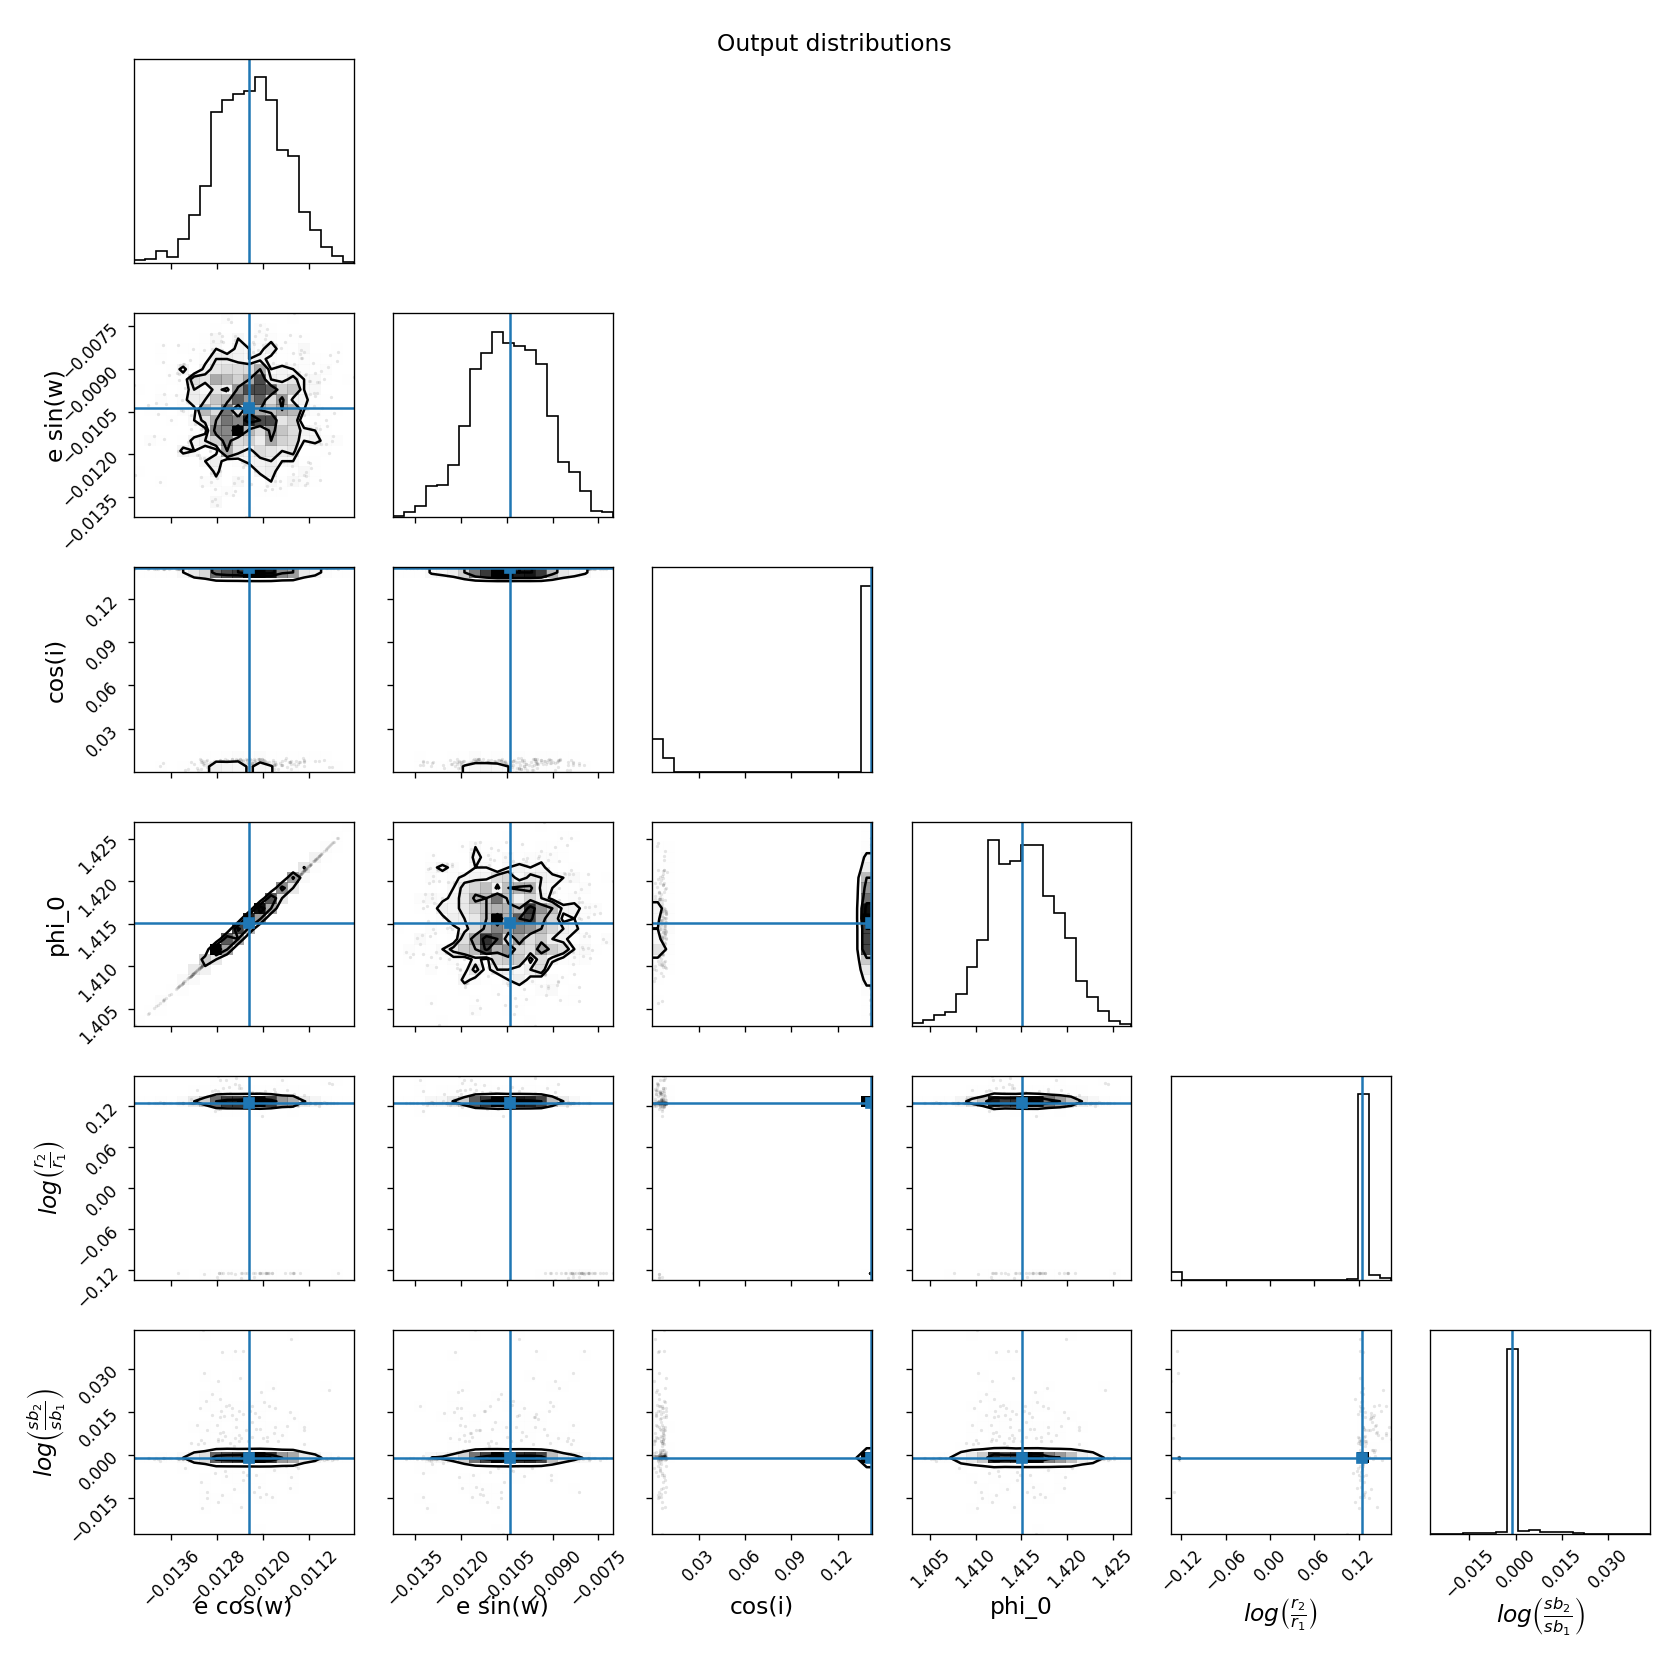 Output distributions
e sin(w)
−0.0075
−0.0090
−0.0105
−0.0120
−0.0135
cos(i)
0.12
0.09
0.06
0.03
phi_0
1.425
1.420
1.415
1.410
1.405
log(r₂/r₁)
0.12
0.06
0.00
−0.06
−0.12
log(sb₂/sb₁)
0.030
0.015
0.000
−0.015
−0.0136 −0.0128 −0.0120 −0.0112
−0.0135 −0.0120 −0.0105 −0.0090 −0.0075
0.03 0.06 0.09 0.12
1.405 1.410 1.415 1.420 1.425
−0.12 −0.06 0.00 0.06 0.12
−0.015 0.000 0.015 0.030
e cos(w) e sin(w) cos(i) phi_0 log(r₂/r₁) log(sb₂/sb₁)